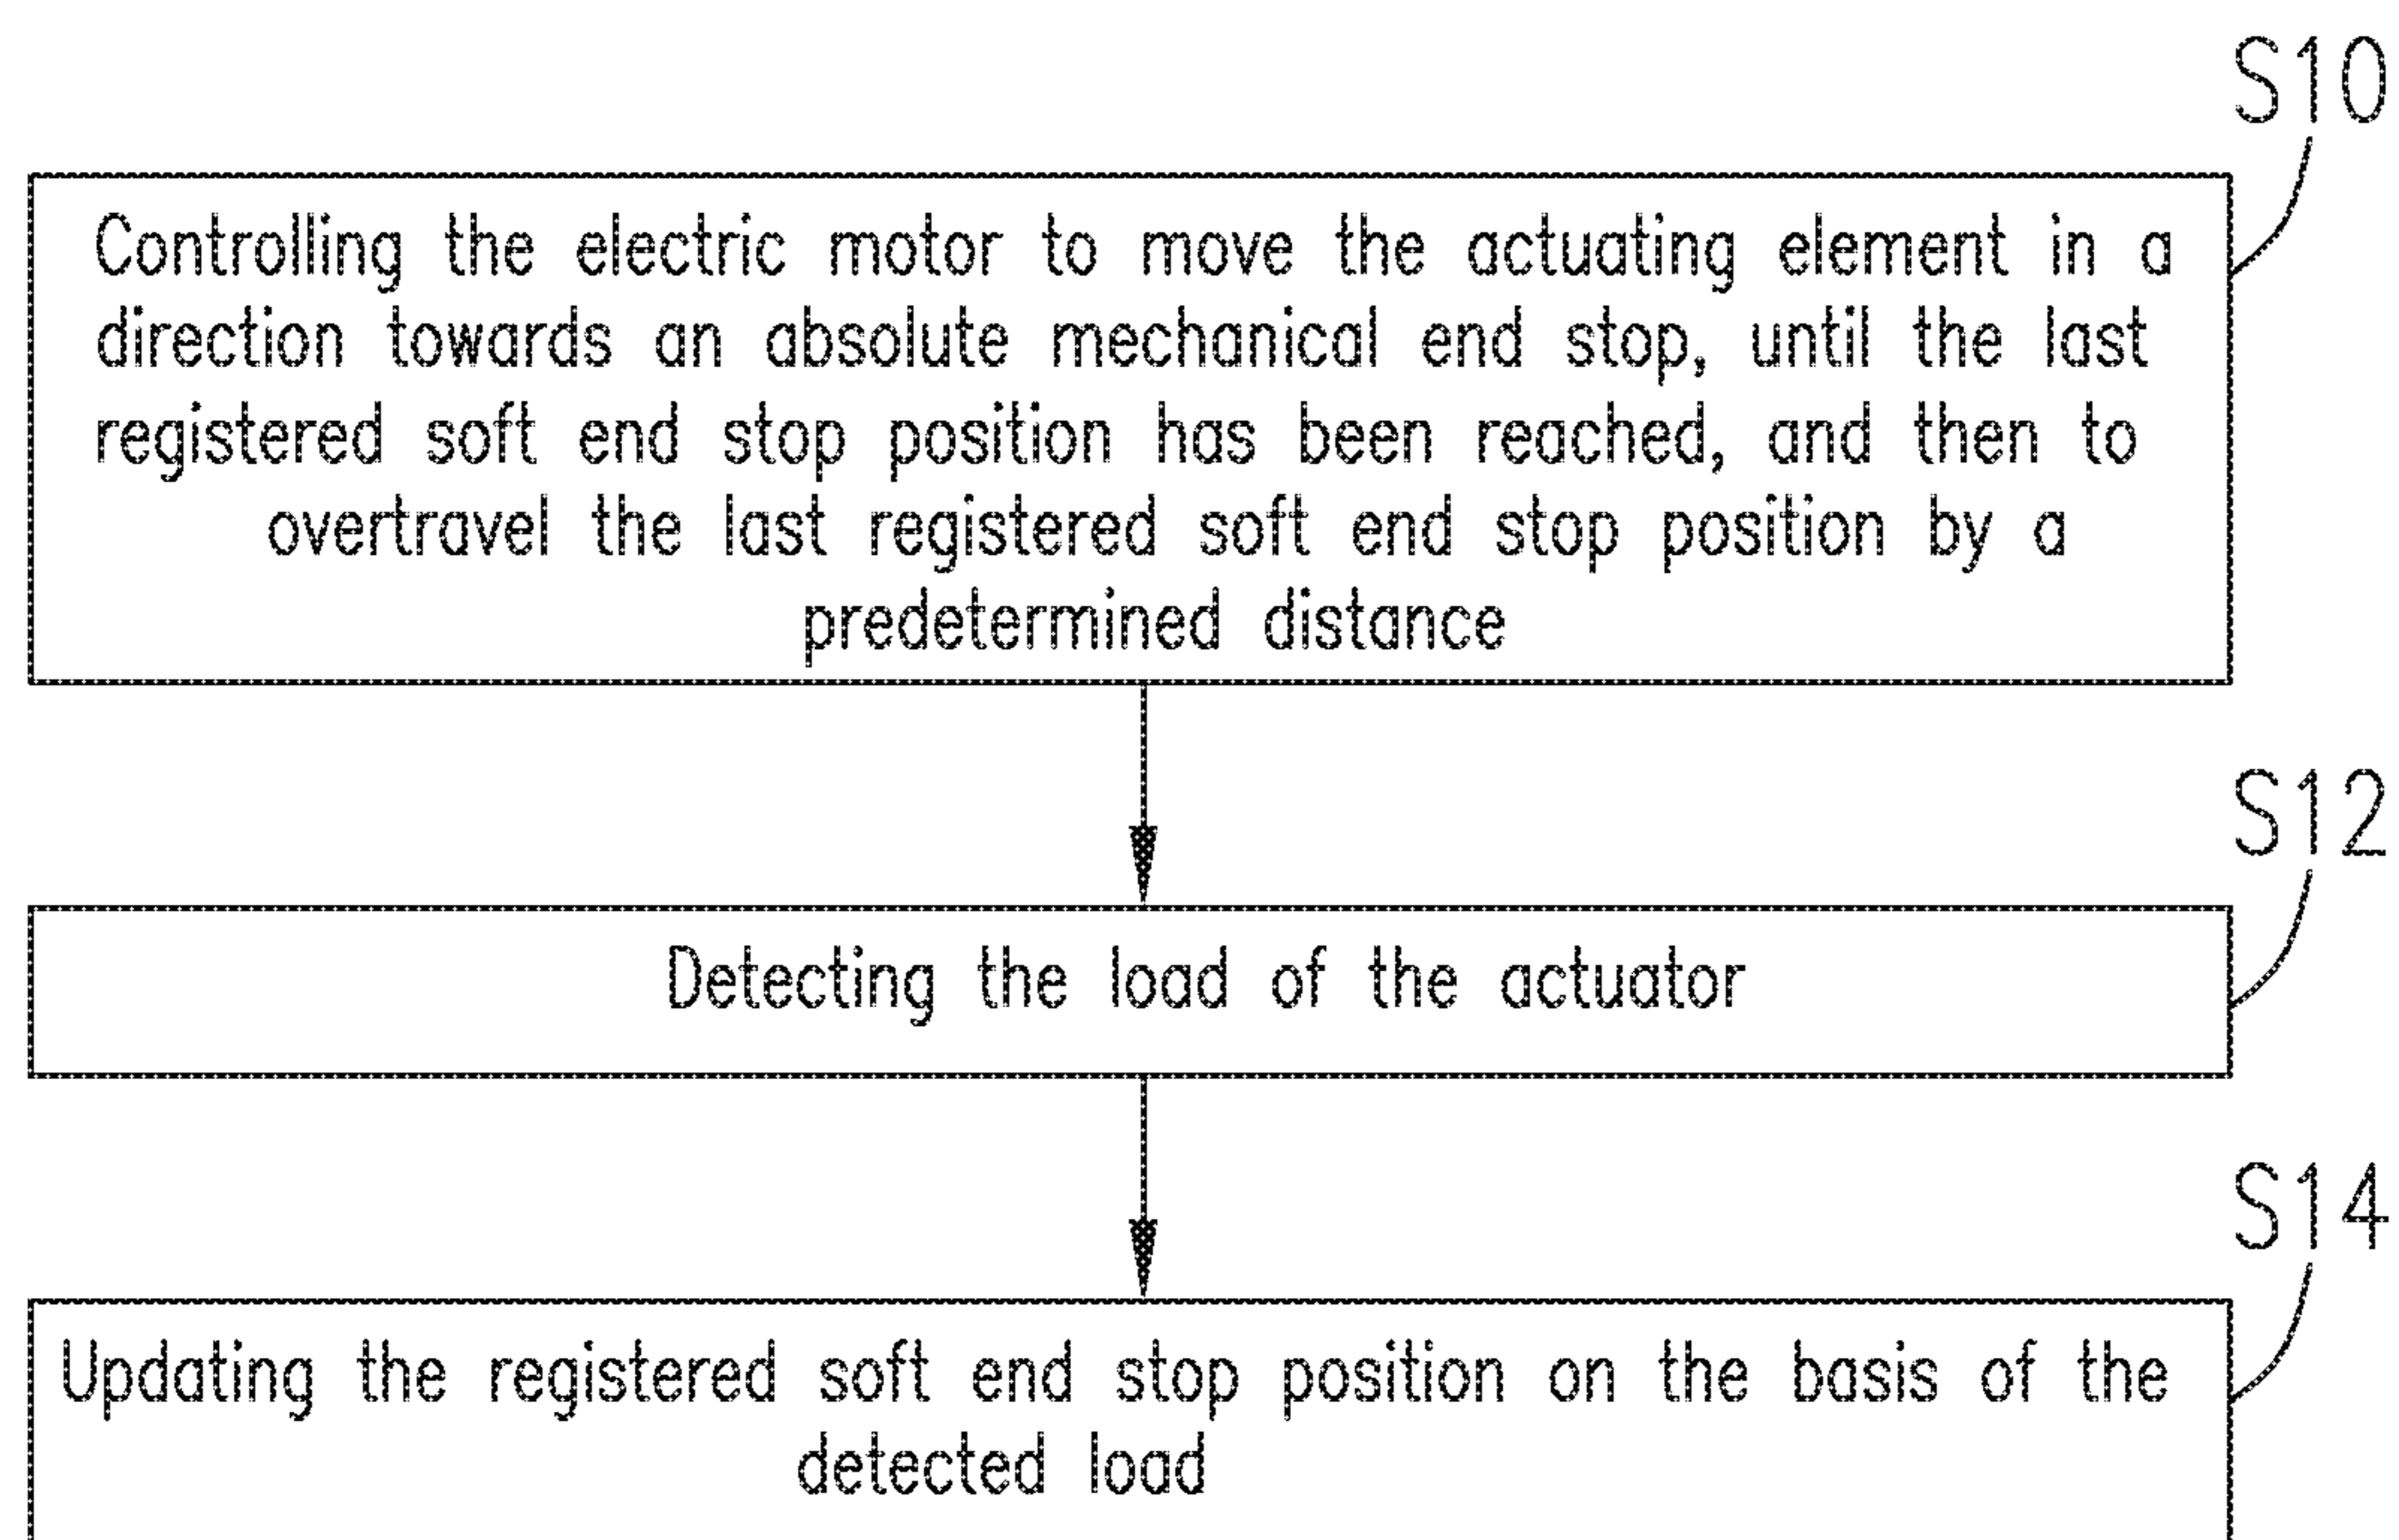 S10
Controlling the electric motor to move the actuating element in a
direction towards an absolute mechanical end stop, until the last
registered soft end stop position has been reached, and then to
overtravel the last registered soft end stop position by a
predetermined distance
S12
Detecting the load of the actuator
S14
Updating the registered soft end stop position on the basis of the
detected load